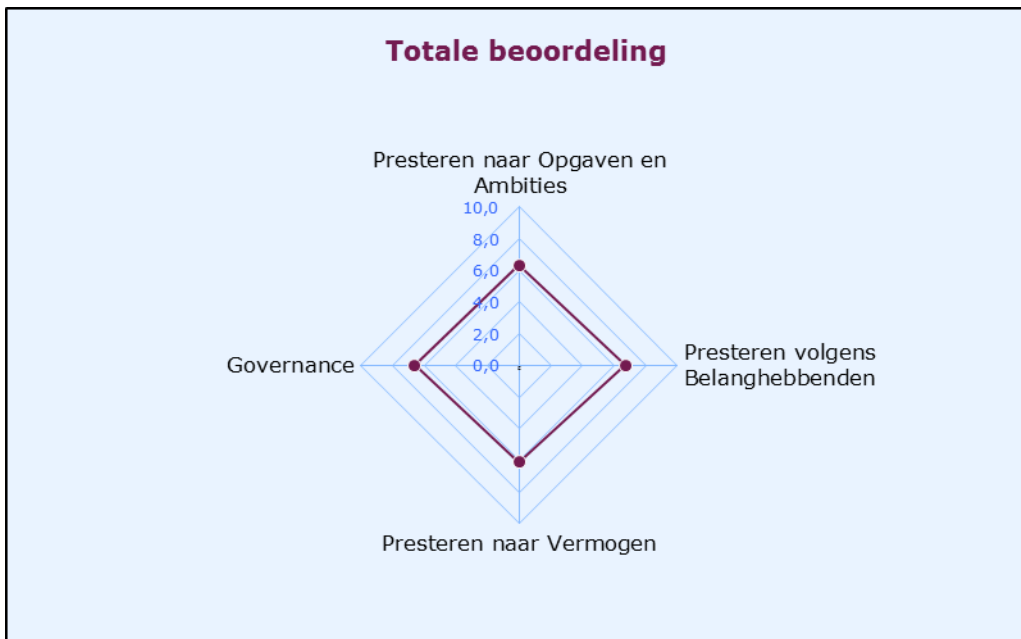 Totale beoordeling
Presteren naar Opgaven en
Ambities
10,0
8,0
6,0
4,0
2,0
0,0
Governance
Presteren volgens
Belanghebbenden
Presteren naar Vermogen